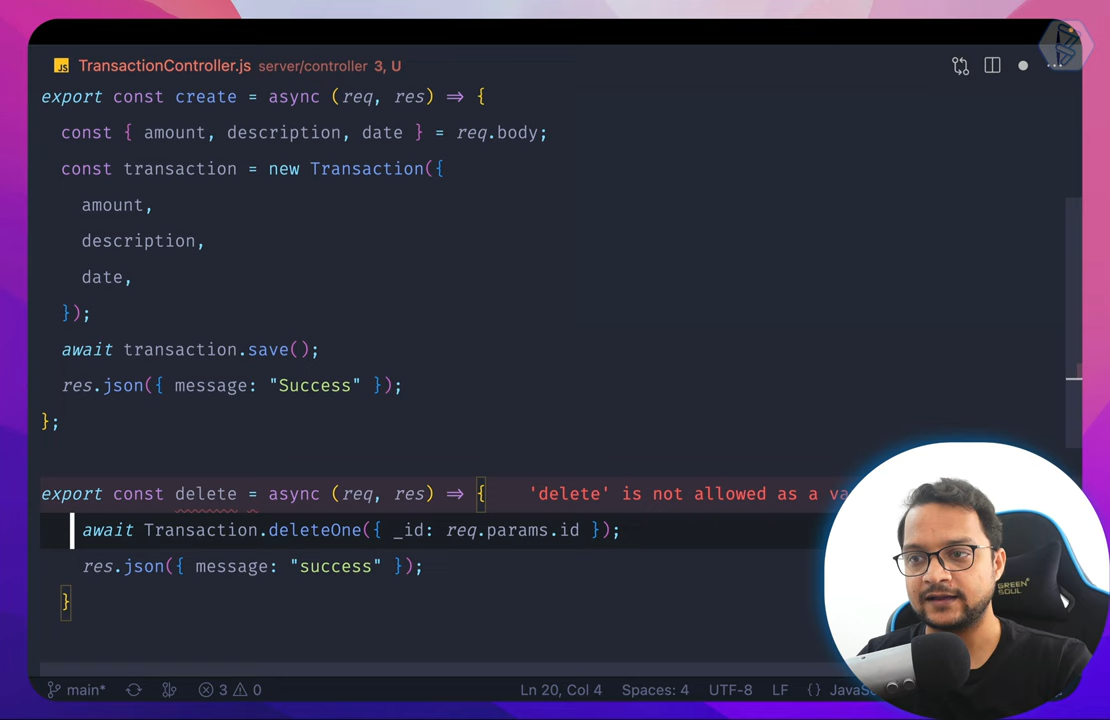 JS TransactionController.js server/controller 3, U
export const create = async (req, res) => {
const { amount, description, date } = req.body;
const transaction = new Transaction({
amount,
description,
date,
});
await transaction.save();
res.json({ message: "Success" });
};
export const delete = async (req, res) => { 'delete' is not allowed as a
await Transaction.deleteOne({ _id: req.params.id });
res.json({ message: "success" });
}
GREEN SOUL
main* 3 0 Ln 20, Col 4 Spaces: 4 UTF-8 LF {}